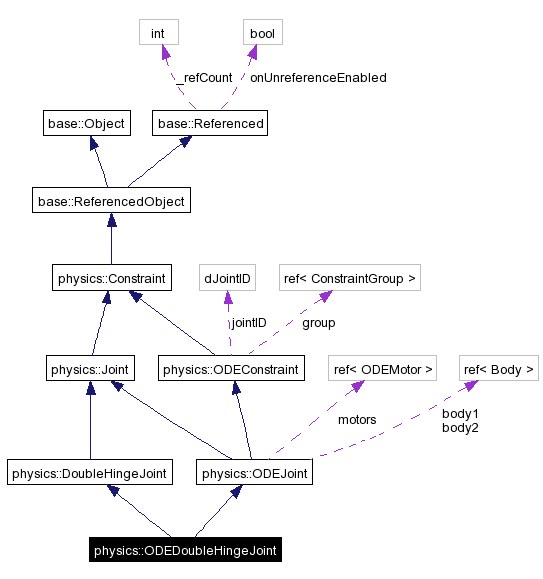 int
bool
_refCount
onUnreferenceEnabled
base::Object
base::Referenced
base::ReferencedObject
physics::Constraint
dJointID
ref< ConstraintGroup >
jointID
group
physics::Joint
physics::ODEConstraint
ref< ODEMotor >
ref< Body >
motors
body1
body2
physics::DoubleHingeJoint
physics::ODEJoint
physics::ODEDoubleHingeJoint